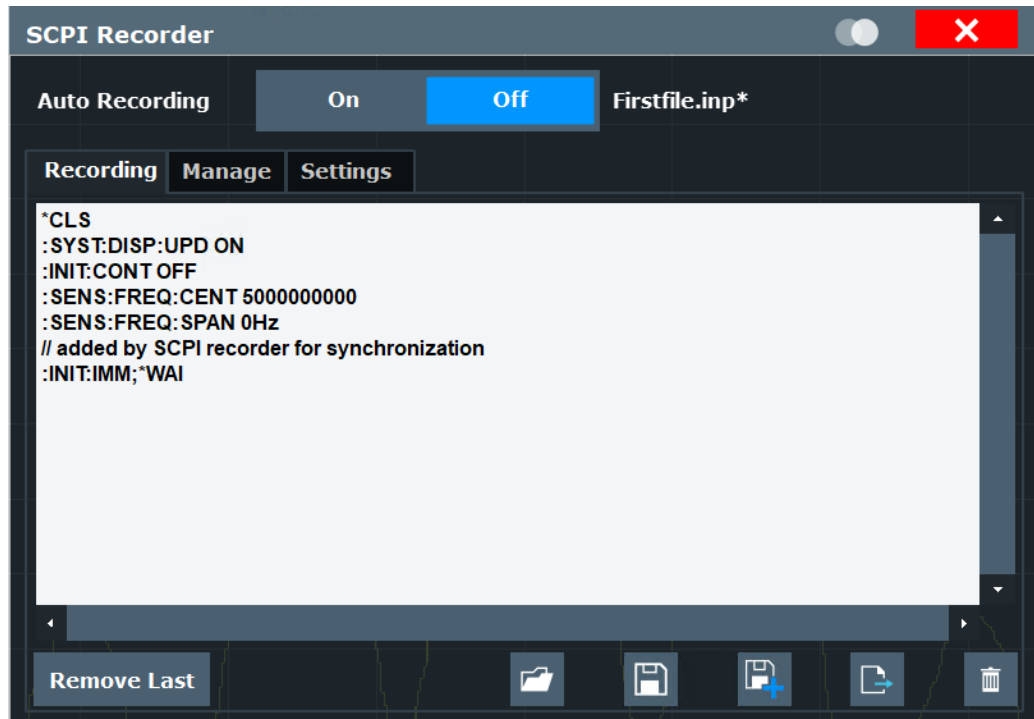 SCPI Recorder
Auto Recording On Off Firstfile.inp*
Recording Manage Settings
*CLS
:SYST:DISP:UPD ON
:INIT:CONT OFF
:SENS:FREQ:CENT 5000000000
:SENS:FREQ:SPAN 0Hz
// added by SCPI recorder for synchronization
:INIT:IMM;*WAI
Remove Last